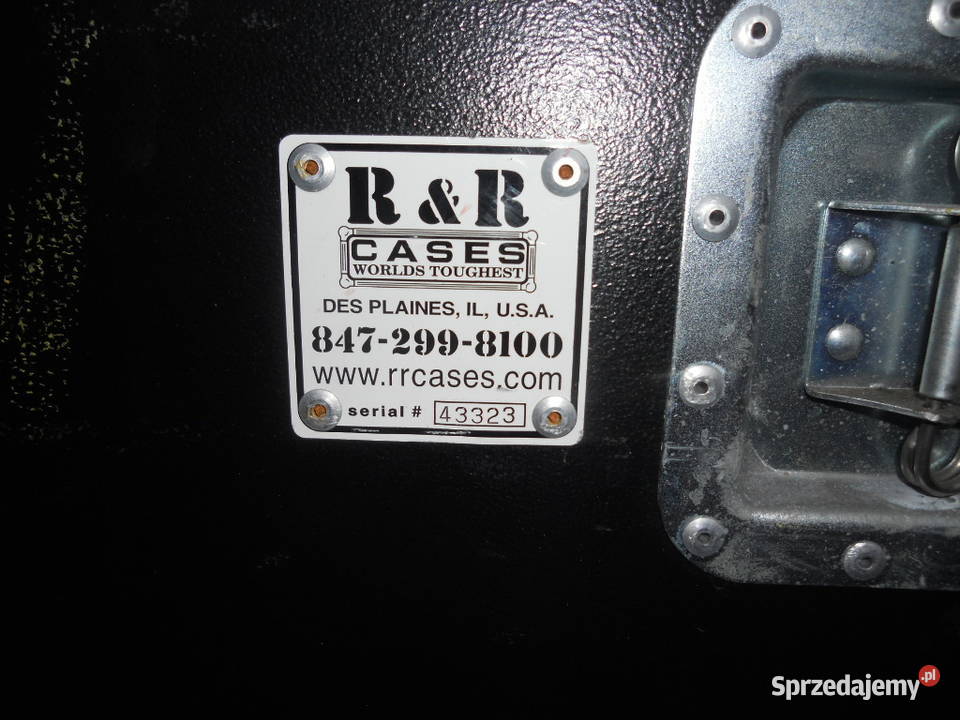 R & R
CASES
WORLDS TOUGHEST
DES PLAINES, IL, U.S.A.
847-299-8100
www.rrcases.com
serial # 43323
Sprzedajemy.pl